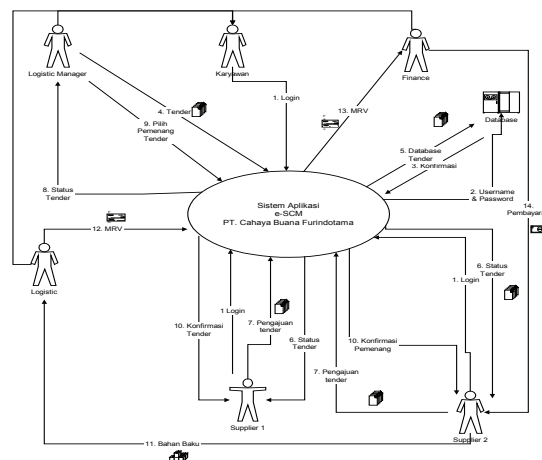 Logistic Manager
Karyawan
Finance
Database
4. Tender
1. Login
13. MRV
9. Pilih
Pemenang
Tender
5. Database
Tender
3. Konfirmasi
8. Status
Tender
Sistem Aplikasi
e-SCM
PT. Cahaya Buana Furindotama
2. Username
& Password
14.
Pembayaran
12. MRV
Logistic
6. Status
Tender
1. Login
10. Konfirmasi
Tender
1 Login
7. Pengajuan
tender
6. Status
Tender
10. Konfirmasi
Pemenang
7. Pengajuan
tender
Supplier 1
Supplier 2
11. Bahan Baku